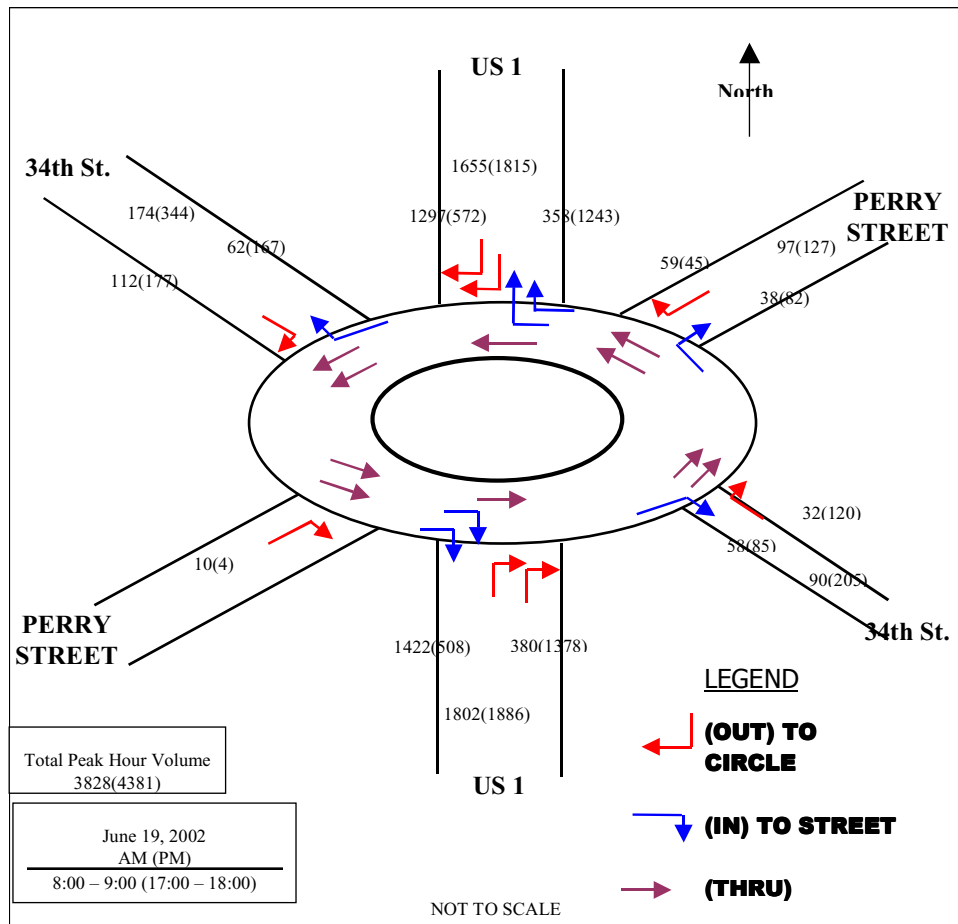 US 1
North
34th St.
1655(1815)
174(344)
1297(572)
358(1243)
PERRY
STREET
62(167)
59(45)
97(127)
112(177)
38(82)
32(120)
58(85)
10(4)
90(205)
PERRY
STREET
34th St.
1422(508)
380(1378)
1802(1886)
US 1
LEGEND
(OUT) TO
CIRCLE
(IN) TO STREET
(THRU)
Total Peak Hour Volume
3828(4381)
June 19, 2002
AM (PM)
8:00 – 9:00 (17:00 – 18:00)
NOT TO SCALE